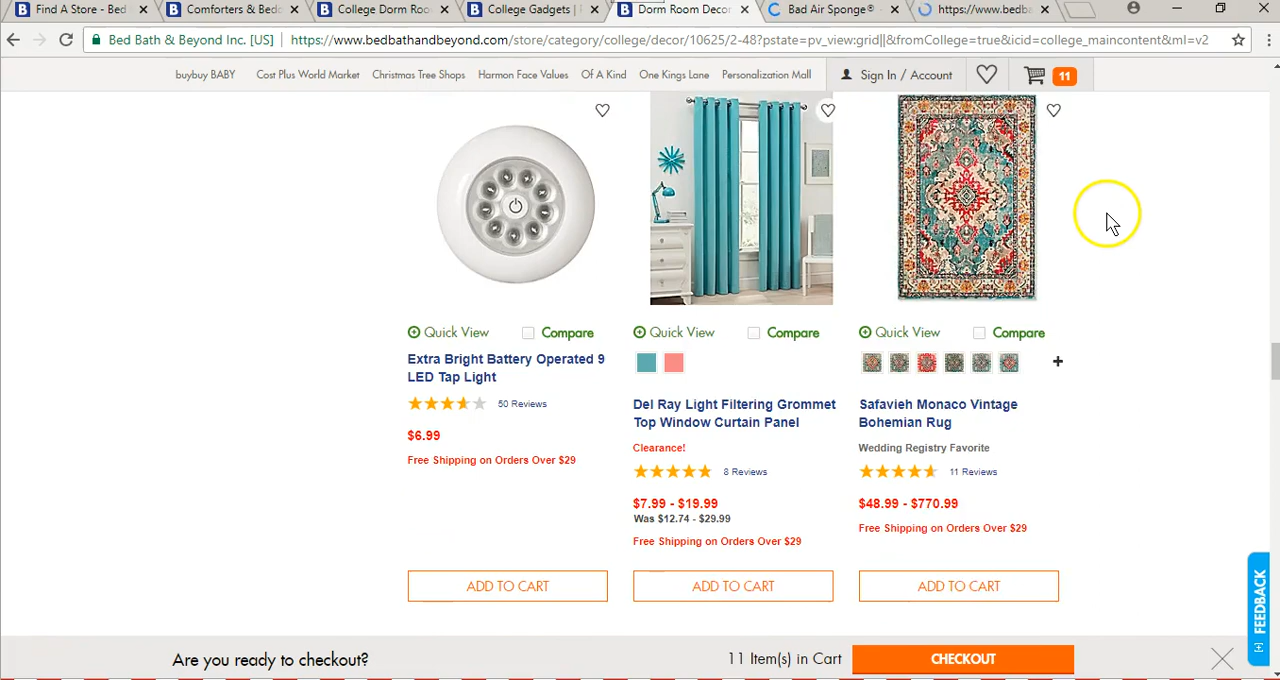 Find A Store - Bed
Comforters & Bedd
College Dorm Roo
College Gadgets |
Dorm Room Decor
Bad Air Sponge®
https://www.bedba
Bed Bath & Beyond Inc. [US]
https://www.bedbathandbeyond.com/store/category/college/decor/10625/2-48?pstate=pv_view:grid||&fromCollege=true&icid=college_maincontent&ml=v2
buybuy BABY
Cost Plus World Market
Christmas Tree Shops
Harmon Face Values
Of A Kind
One Kings Lane
Personalization Mall
Sign In / Account
11
Quick View
Compare
Extra Bright Battery Operated 9
LED Tap Light
50 Reviews
$6.99
Free Shipping on Orders Over $29
ADD TO CART
Quick View
Compare
Del Ray Light Filtering Grommet
Top Window Curtain Panel
Clearance!
8 Reviews
$7.99 - $19.99
Was $12.74 - $29.99
Free Shipping on Orders Over $29
ADD TO CART
Quick View
Compare
+
Safavieh Monaco Vintage
Bohemian Rug
Wedding Registry Favorite
11 Reviews
$48.99 - $770.99
Free Shipping on Orders Over $29
ADD TO CART
FEEDBACK
Are you ready to checkout?
11 Item(s) in Cart
CHECKOUT